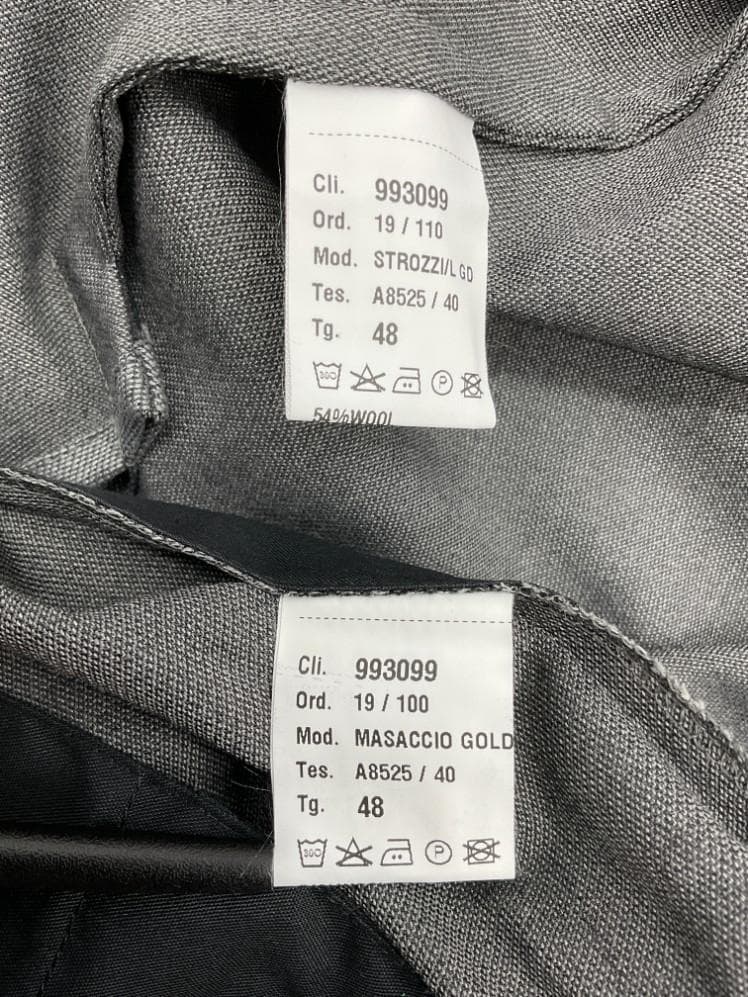 Cli. 993099
Ord. 19 / 110
Mod. STROZZI/L GD
Tes. A8525 / 40
Tg. 48
P
54%WOOL
Cli. 993099
Ord. 19 / 100
Mod. MASACCIO GOLD
Tes. A8525 / 40
Tg. 48
P